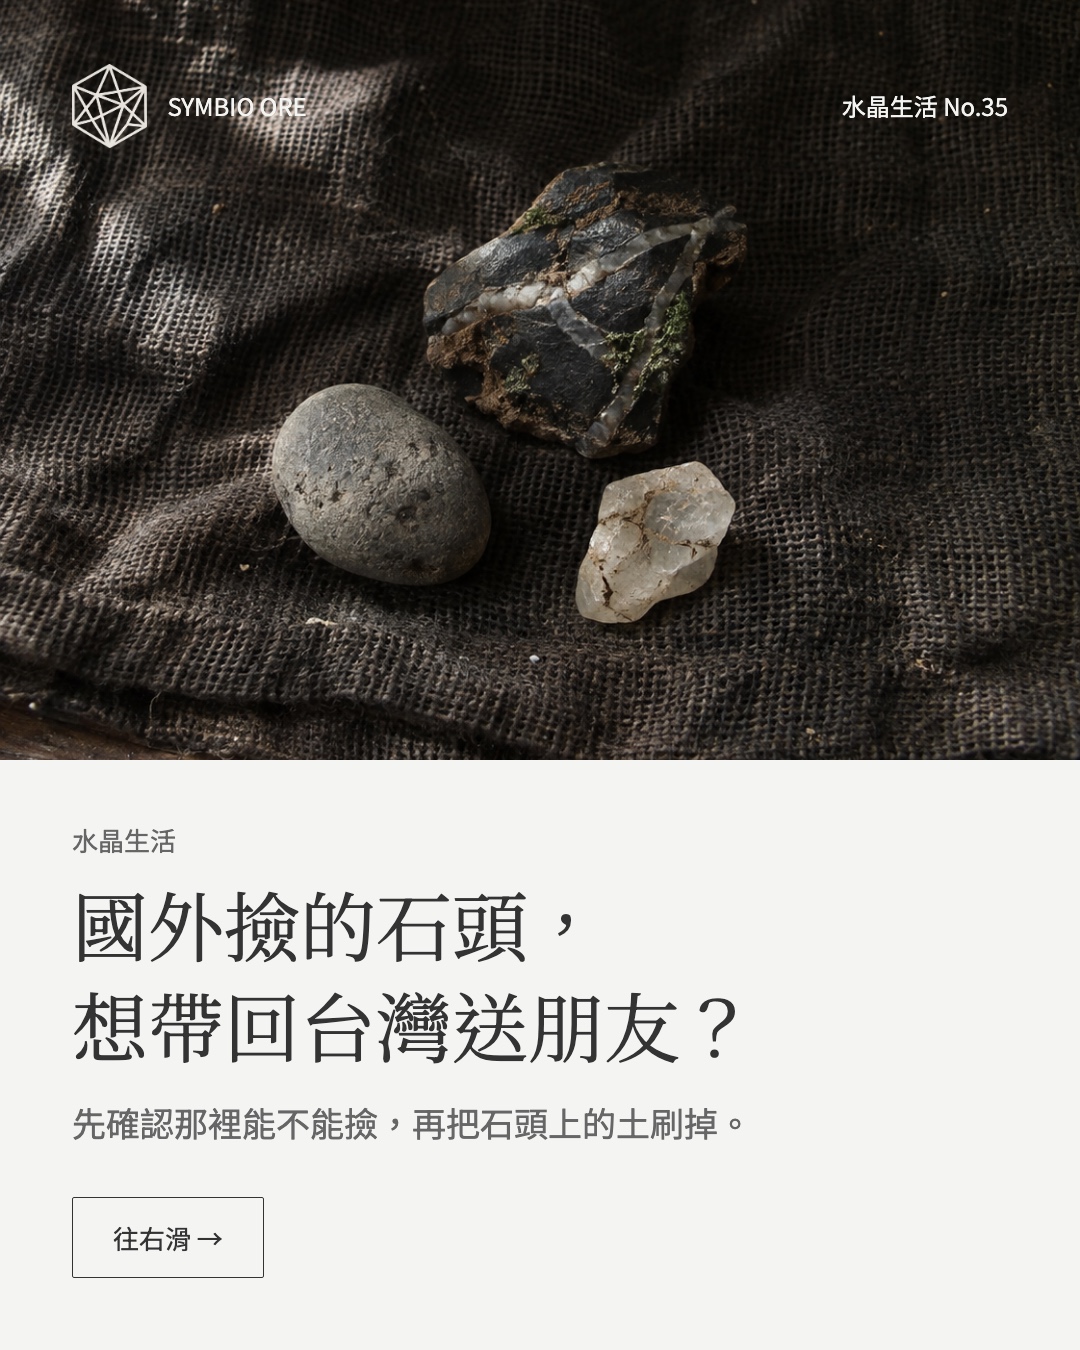 SYMBIO ORE
水晶生活 No.35
水晶生活
國外撿的石頭，
想帶回台灣送朋友？
先確認那裡能不能撿，再把石頭上的土刷掉。
往右滑 →